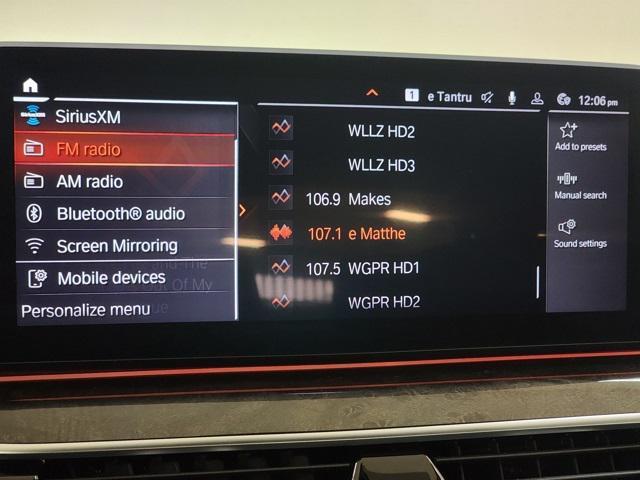 1 e Tantru 12:06 pm
SiriusXM
FM radio
AM radio
Bluetooth® audio
Screen Mirroring
Mobile devices
Personalize menu
WLLZ HD2
WLLZ HD3
106.9 Makes
107.1 e Matthe
107.5 WGPR HD1
WGPR HD2
Add to presets
Manual search
Sound settings